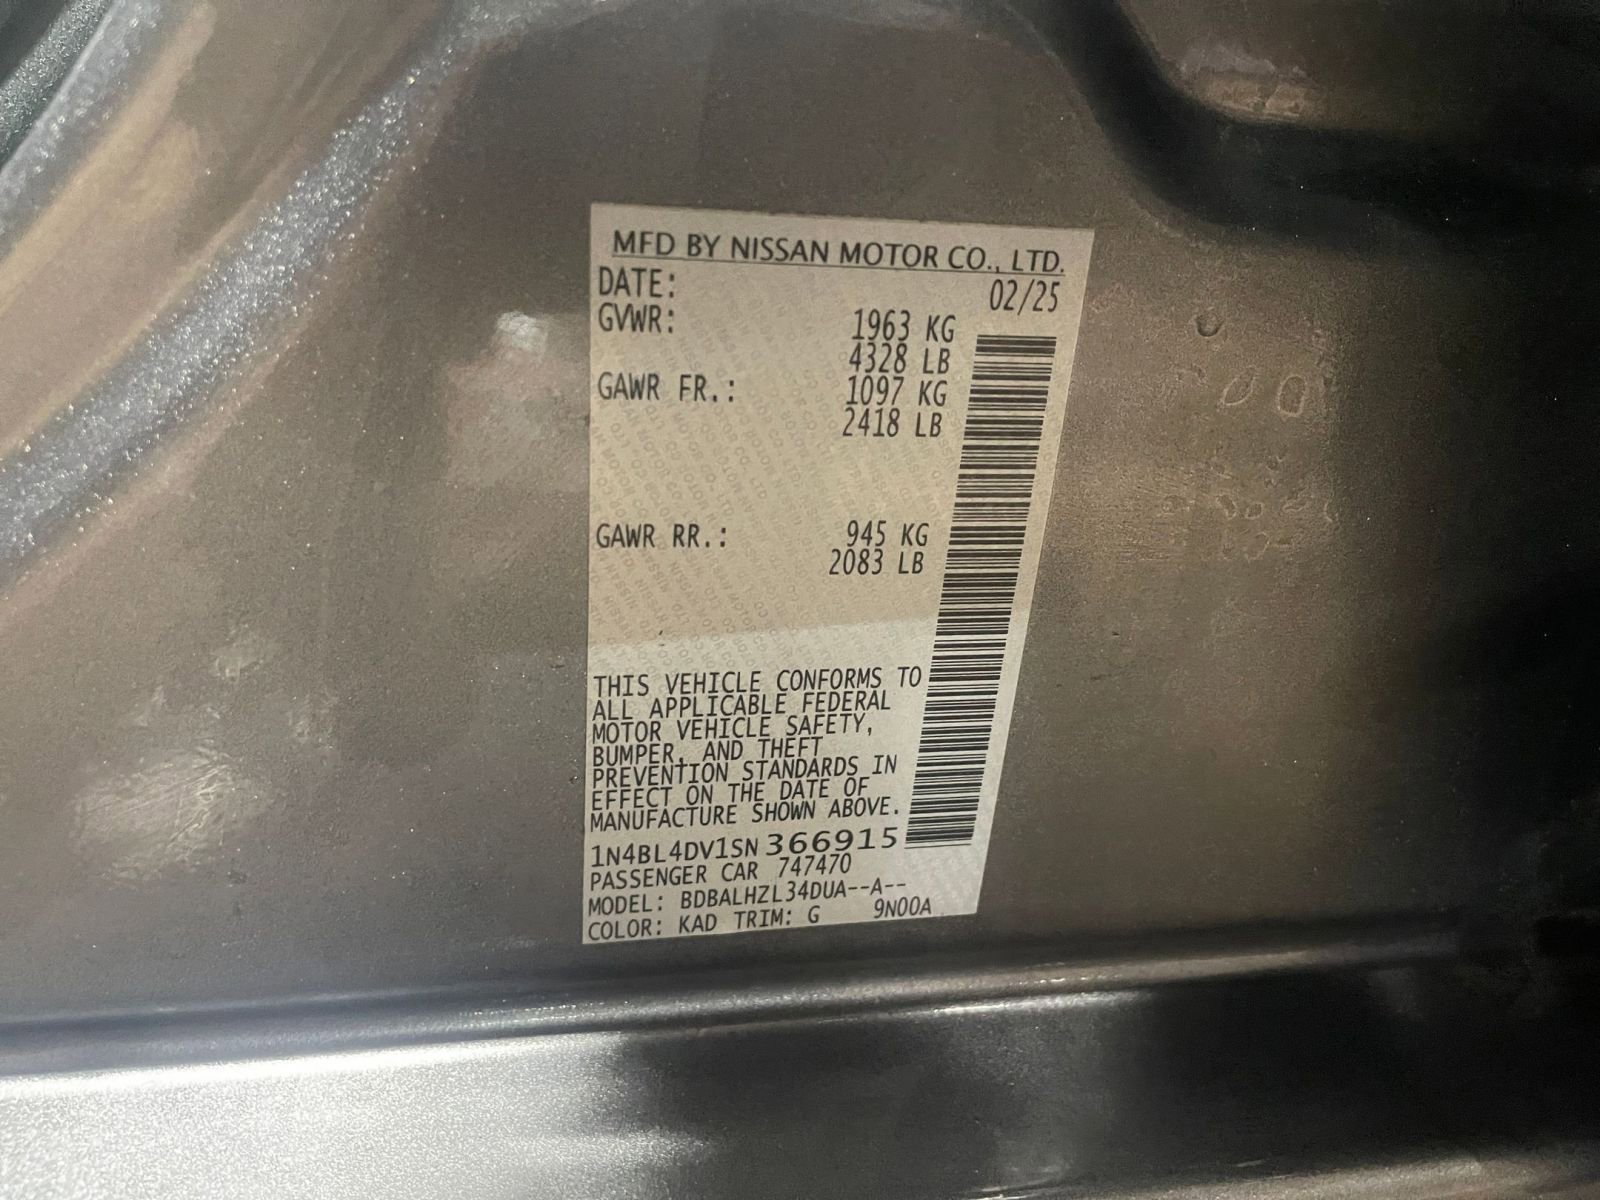 MFD BY NISSAN MOTOR CO., LTD.
DATE: 02/25
GVWR: 1963 KG
4328 LB
GAWR FR.: 1097 KG
2418 LB
GAWR RR.: 945 KG
2083 LB
THIS VEHICLE CONFORMS TO
ALL APPLICABLE FEDERAL
MOTOR VEHICLE SAFETY,
BUMPER, AND THEFT
PREVENTION STANDARDS IN
EFFECT ON THE DATE OF
MANUFACTURE SHOWN ABOVE.
1N4BL4DV1SN366915
PASSENGER CAR 747470
MODEL: BDBALHZL34DUA--A--
COLOR: KAD TRIM: G 9N00A